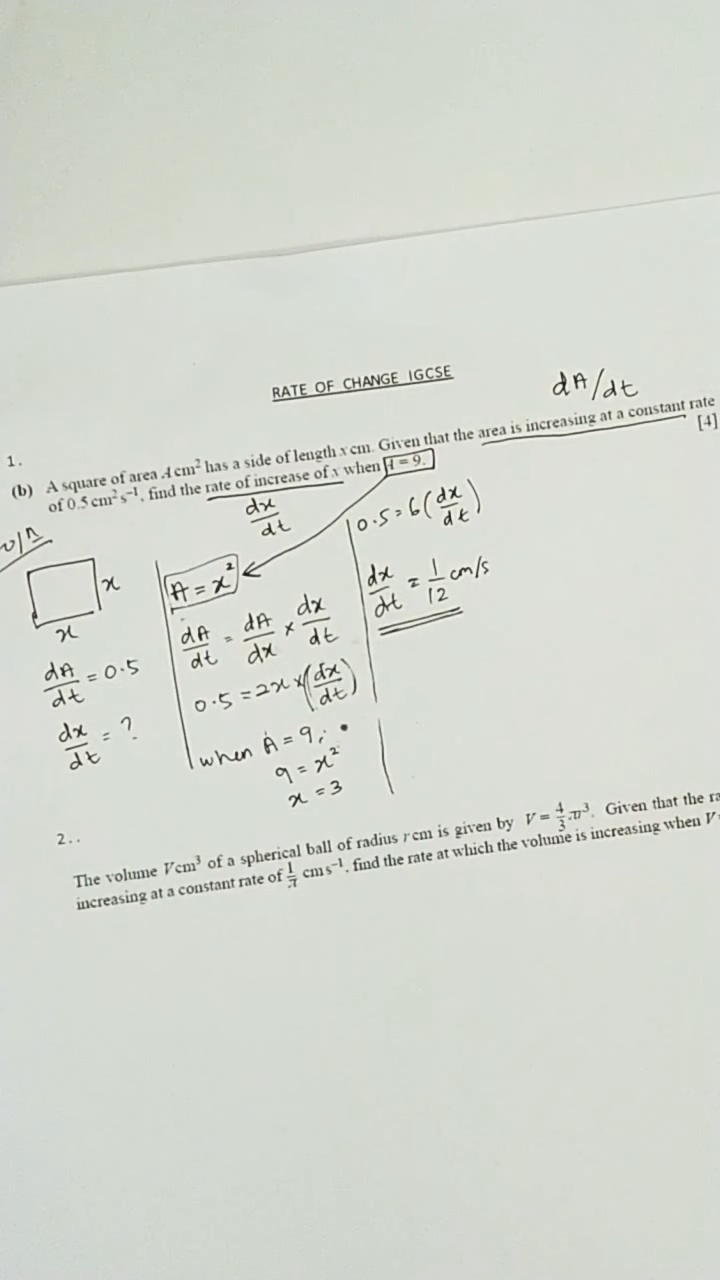 RATE OF CHANGE IGCSE
dA/dt
1.
(b) A square of area A cm² has a side of length x cm. Given that the area is increasing at a constant rate
of 0.5 cm² s⁻¹, find the rate of increase of x when A = 9.
[4]
dx/dt
x
x
dA/dt = 0.5
dx/dt = ?
A = x²
dA/dt = dA/dx × dx/dt
0.5 = 2x × (dx/dt)
when A = 9,
9 = x²
x = 3
0.5 = 6(dx/dt)
dx/dt = 1/12 cm/s
2..
The volume V cm³ of a spherical ball of radius r cm is given by V = 4/3 πr³. Given that the
increasing at a constant rate of 1/π cm s⁻¹, find the rate at which the volume is increasing when V